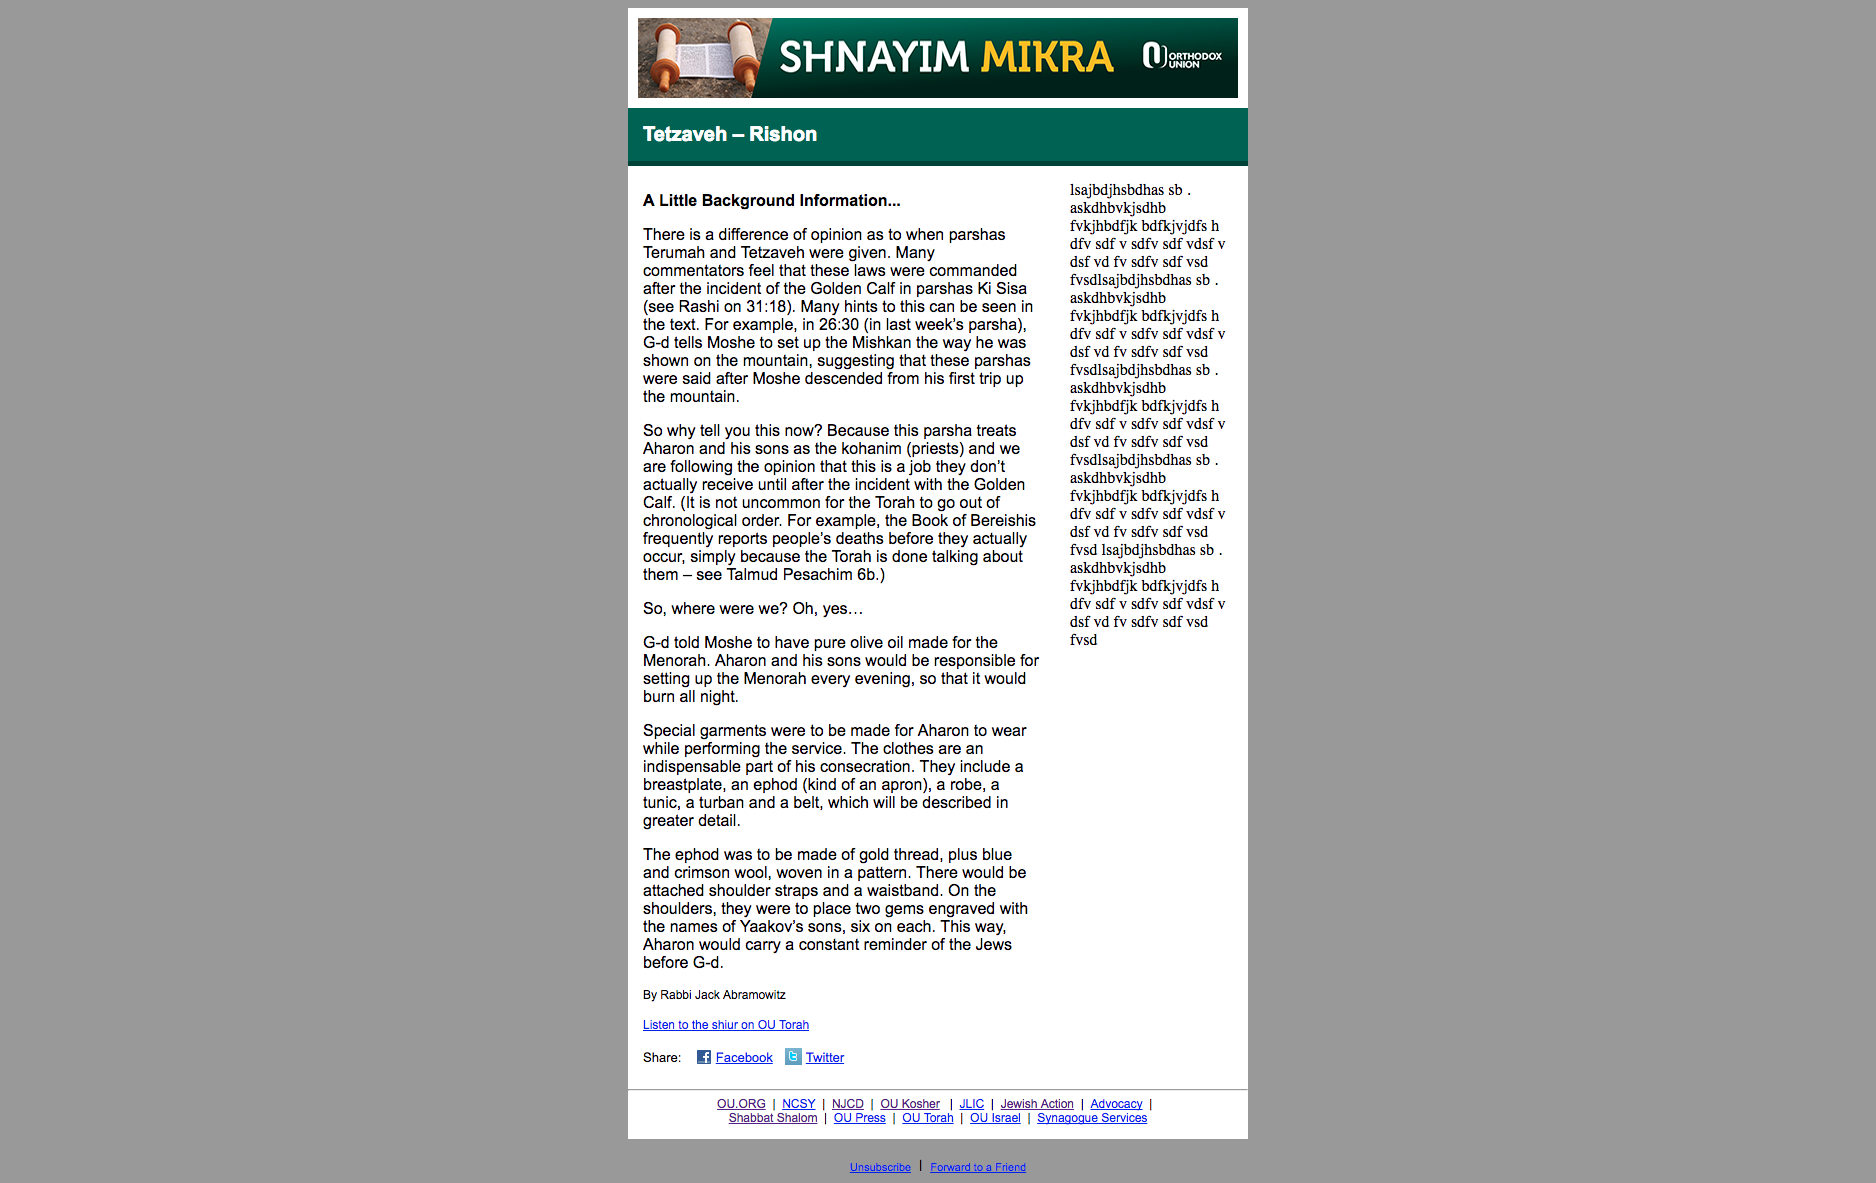 SHNAYIM MIKRA
ORTHODOX
UNION
Tetzaveh – Rishon
A Little Background Information...
There is a difference of opinion as to when parshas
Terumah and Tetzaveh were given. Many
commentators feel that these laws were commanded
after the incident of the Golden Calf in parshas Ki Sisa
(see Rashi on 31:18). Many hints to this can be seen in
the text. For example, in 26:30 (in last week’s parsha),
G-d tells Moshe to set up the Mishkan the way he was
shown on the mountain, suggesting that these parshas
were said after Moshe descended from his first trip up
the mountain.
So why tell you this now? Because this parsha treats
Aharon and his sons as the kohanim (priests) and we
are following the opinion that this is a job they don’t
actually receive until after the incident with the Golden
Calf. (It is not uncommon for the Torah to go out of
chronological order. For example, the Book of Bereishis
frequently reports people’s deaths before they actually
occur, simply because the Torah is done talking about
them – see Talmud Pesachim 6b.)
So, where were we? Oh, yes…
G-d told Moshe to have pure olive oil made for the
Menorah. Aharon and his sons would be responsible for
setting up the Menorah every evening, so that it would
burn all night.
Special garments were to be made for Aharon to wear
while performing the service. The clothes are an
indispensable part of his consecration. They include a
breastplate, an ephod (kind of an apron), a robe, a
tunic, a turban and a belt, which will be described in
greater detail.
The ephod was to be made of gold thread, plus blue
and crimson wool, woven in a pattern. There would be
attached shoulder straps and a waistband. On the
shoulders, they were to place two gems engraved with
the names of Yaakov’s sons, six on each. This way,
Aharon would carry a constant reminder of the Jews
before G-d.
By Rabbi Jack Abramowitz
Listen to the shiur on OU Torah
Share: Facebook Twitter
lsajbdjhsbdhas sb .
askdhbvkjsdhb
fvkjhbdfjk bdfkjvjdfs h
dfv sdf v sdfv sdf vdsf v
dsf vd fv sdfv sdf vsd
fvsdlsajbdjhsbdhas sb .
askdhbvkjsdhb
fvkjhbdfjk bdfkjvjdfs h
dfv sdf v sdfv sdf vdsf v
dsf vd fv sdfv sdf vsd
fvsdlsajbdjhsbdhas sb .
askdhbvkjsdhb
fvkjhbdfjk bdfkjvjdfs h
dfv sdf v sdfv sdf vdsf v
dsf vd fv sdfv sdf vsd
fvsdlsajbdjhsbdhas sb .
askdhbvkjsdhb
fvkjhbdfjk bdfkjvjdfs h
dfv sdf v sdfv sdf vdsf v
dsf vd fv sdfv sdf vsd
fvsd lsajbdjhsbdhas sb .
askdhbvkjsdhb
fvkjhbdfjk bdfkjvjdfs h
dfv sdf v sdfv sdf vdsf v
dsf vd fv sdfv sdf vsd
fvsd
OU.ORG | NCSY | NJCD | OU Kosher | JLIC | Jewish Action | Advocacy |
Shabbat Shalom | OU Press | OU Torah | OU Israel | Synagogue Services
Unsubscribe | Forward to a Friend